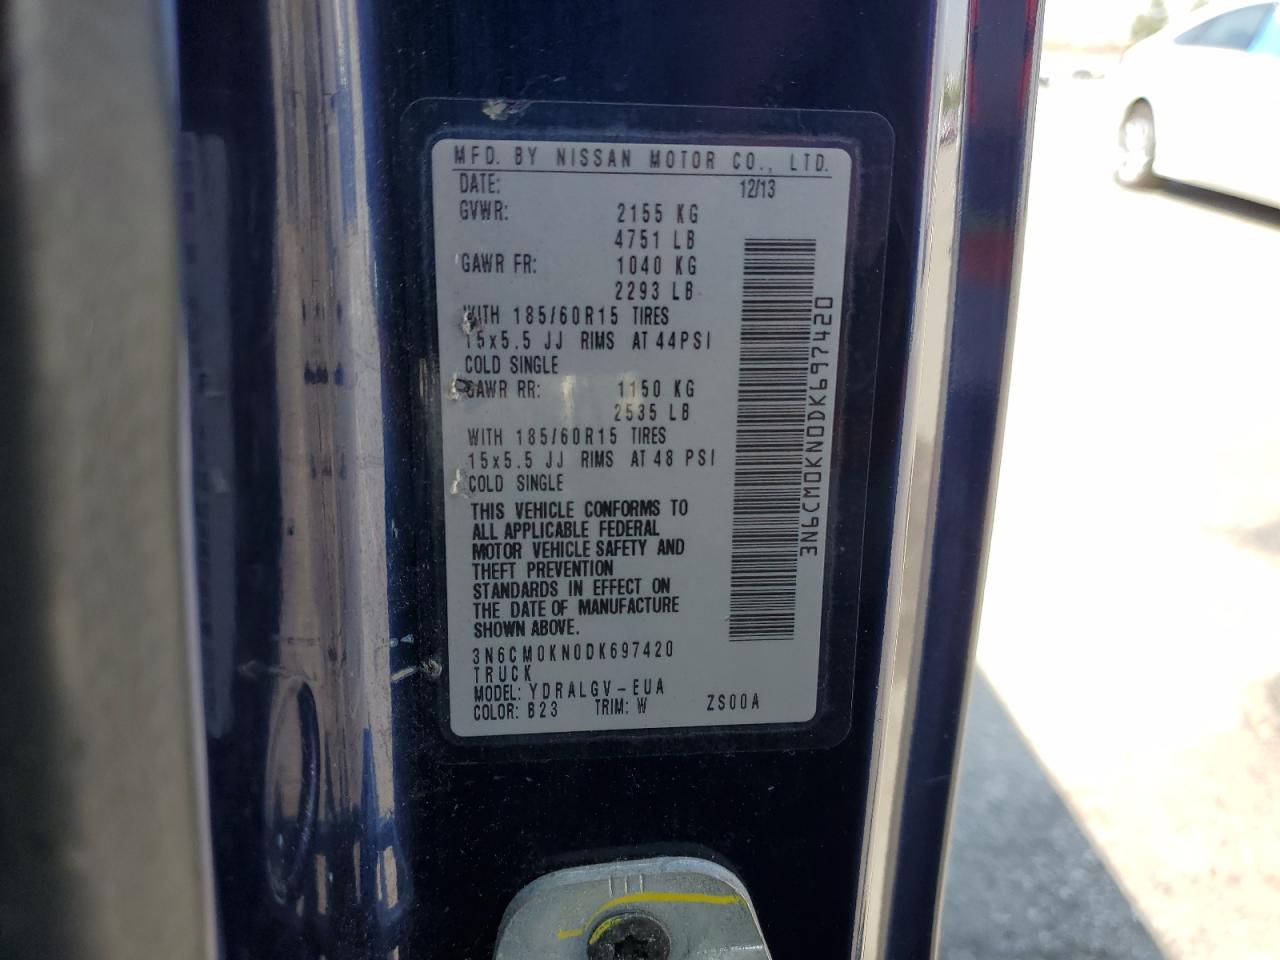 MFD. BY NISSAN MOTOR CO., LTD.
DATE: 12/13
GVWR: 2155 KG
4751 LB
GAWR FR: 1040 KG
2293 LB
WITH 185/60R15 TIRES
15x5.5 JJ RIMS AT 44PSI
COLD SINGLE
GAWR RR: 1150 KG
2535 LB
WITH 185/60R15 TIRES
15x5.5 JJ RIMS AT 48 PSI
COLD SINGLE
THIS VEHICLE CONFORMS TO
ALL APPLICABLE FEDERAL
MOTOR VEHICLE SAFETY AND
THEFT PREVENTION
STANDARDS IN EFFECT ON
THE DATE OF MANUFACTURE
SHOWN ABOVE.
3N6CM0KN0DK697420
TRUCK
MODEL: YDRALGV-EUA
COLOR: B23 TRIM: W ZS00A
3N6CM0KN0DK697420